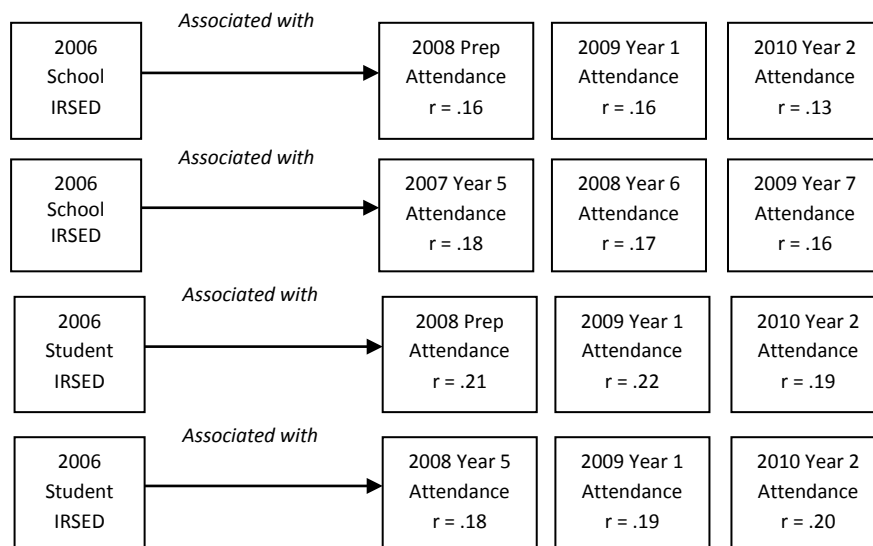 Associated with
2006
School
IRSED
2008 Prep
Attendance
r = .16
2009 Year 1
Attendance
r = .16
2010 Year 2
Attendance
r = .13
Associated with
2006
School
IRSED
2007 Year 5
Attendance
r = .18
2008 Year 6
Attendance
r = .17
2009 Year 7
Attendance
r = .16
Associated with
2006
Student
IRSED
2008 Prep
Attendance
r = .21
2009 Year 1
Attendance
r = .22
2010 Year 2
Attendance
r = .19
Associated with
2006
Student
IRSED
2008 Year 5
Attendance
r = .18
2009 Year 1
Attendance
r = .19
2010 Year 2
Attendance
r = .20